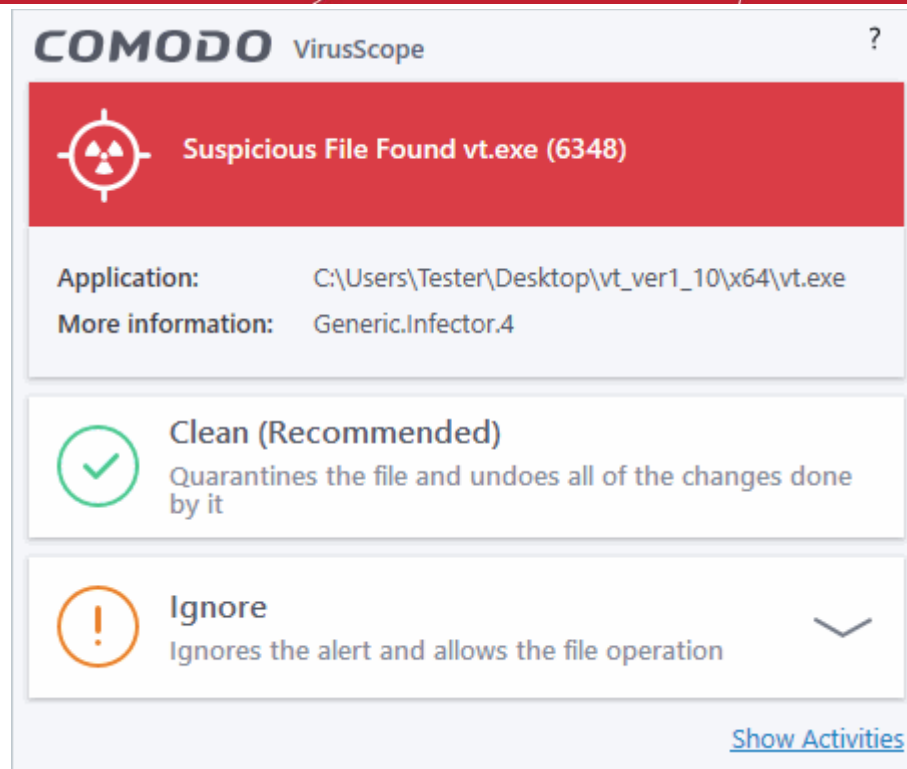 COMODO VirusScope ?
Suspicious File Found vt.exe (6348)
Application: C:\Users\Tester\Desktop\vt_ver1_10\x64\vt.exe
More information: Generic.Infector.4
Clean (Recommended)
Quarantines the file and undoes all of the changes done
by it
Ignore
Ignores the alert and allows the file operation
Show Activities